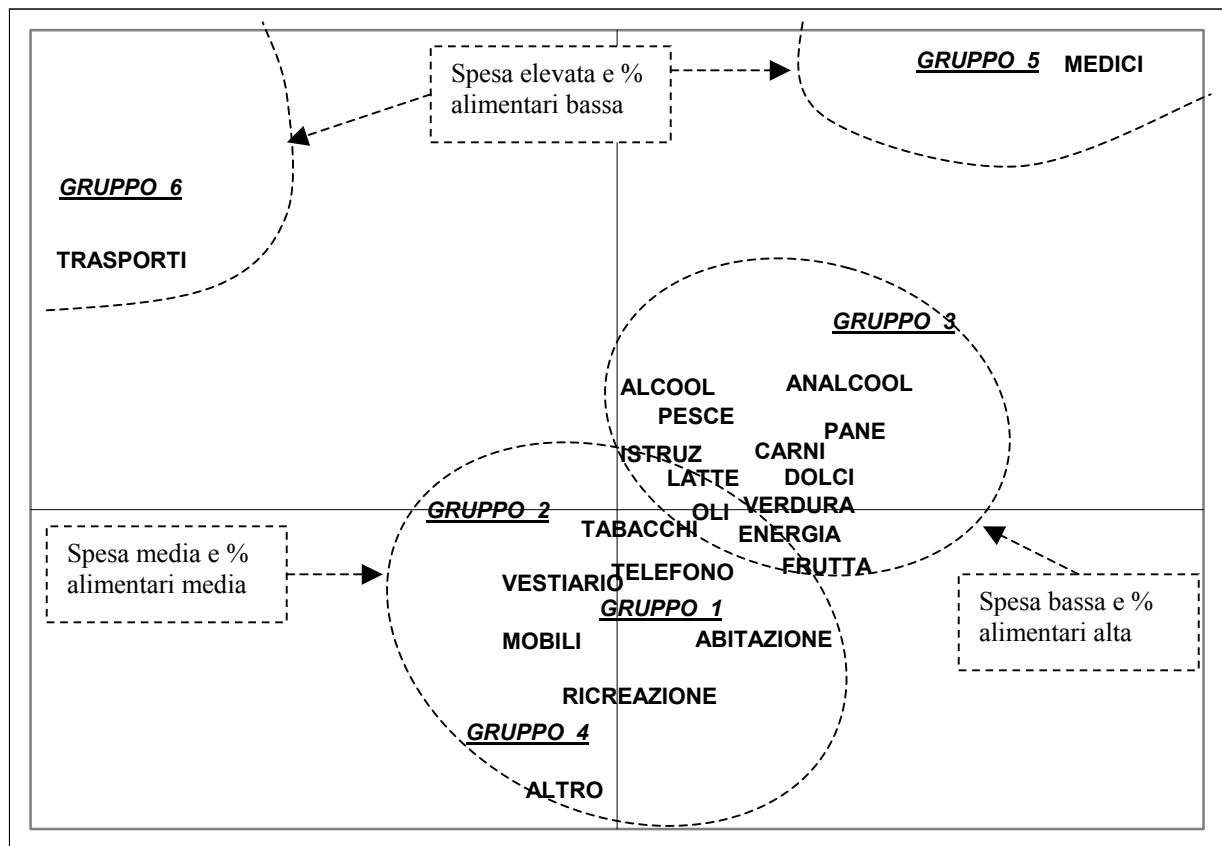 GRUPPO 5 MEDICI
Spesa elevata e %
alimentari bassa
GRUPPO 6
TRASPORTI
GRUPPO 3
ALCOOL
ANALCOOL
PESCE
PANE
ISTRUZ
CARNI
LATTE
DOLCI
VERDURA
OLI
GRUPPO 2
TABACCHI
ENERGIA
Spesa media e %
alimentari media
FRUTTA
TELEFONO
VESTIARIO
GRUPPO 1
Spesa bassa e %
alimentari alta
MOBILI
ABITAZIONE
RICREAZIONE
GRUPPO 4
ALTRO